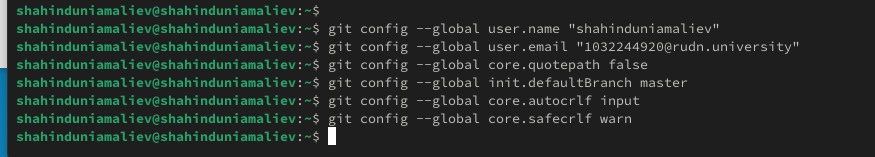 shahinduniamaliev@shahinduniamaliev:~$
shahinduniamaliev@shahinduniamaliev:~$ git config --global user.name "shahinduniamaliev"
shahinduniamaliev@shahinduniamaliev:~$ git config --global user.email "1032244920@rudn.university"
shahinduniamaliev@shahinduniamaliev:~$ git config --global core.quotepath false
shahinduniamaliev@shahinduniamaliev:~$ git config --global init.defaultBranch master
shahinduniamaliev@shahinduniamaliev:~$ git config --global core.autocrlf input
shahinduniamaliev@shahinduniamaliev:~$ git config --global core.safecrlf warn
shahinduniamaliev@shahinduniamaliev:~$